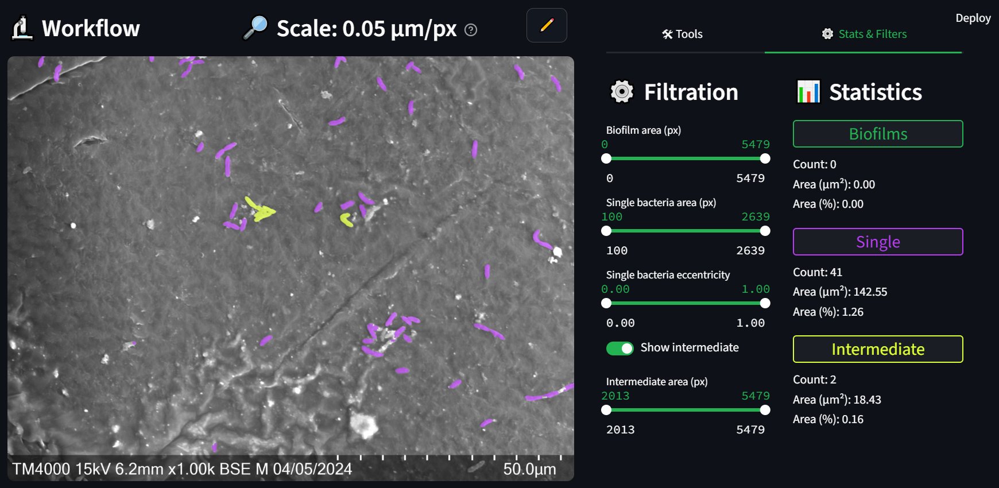 Workflow
Scale: 0.05 μm/px
Deploy
Tools
Stats & Filters
Filtration
Biofilm area (px)
0 5479
0 5479
Single bacteria area (px)
100 2639
100 2639
Single bacteria eccentricity
0.00 1.00
0.00 1.00
Show intermediate
Intermediate area (px)
2013 5479
2013 5479
Statistics
Biofilms
Count: 0
Area (μm²): 0.00
Area (%): 0.00
Single
Count: 41
Area (μm²): 142.55
Area (%): 1.26
Intermediate
Count: 2
Area (μm²): 18.43
Area (%): 0.16
TM4000 15kV 6.2mm x1.00k BSE M 04/05/2024 50.0μm